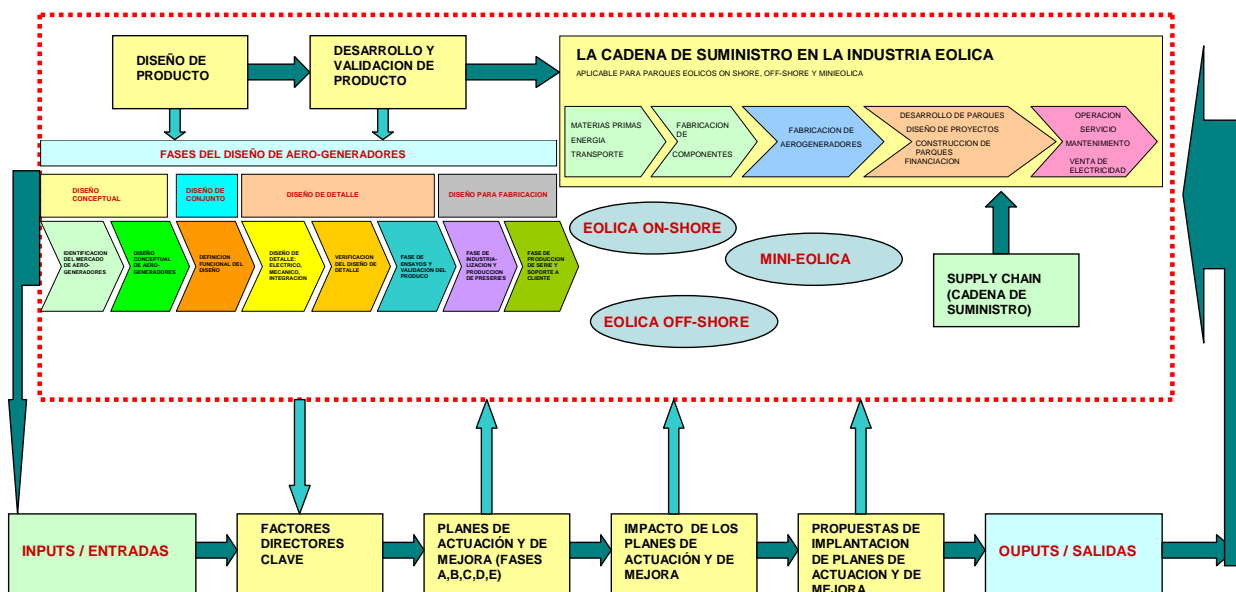 DISEÑO DE
PRODUCTO
DESARROLLO Y
VALIDACION DE
PRODUCTO
LA CADENA DE SUMINISTRO EN LA INDUSTRIA EOLICA
APLICABLE PARA PARQUES EOLICOS ON SHORE, OFF-SHORE Y MINIEOLICA
MATERIAS PRIMAS
ENERGIA
TRANSPORTE
FABRICACION
DE
COMPONENTES
FABRICACION DE
AEROGENERADORES
DESARROLLO DE PARQUES
DISEÑO DE PROYECTOS
CONSTRUCCION DE
PARQUES
FINANCIACION
OPERACION
SERVICIO
MANTENIMIENTO
VENTA DE
ELECTRICIDAD
FASES DEL DISEÑO DE AERO-GENERADORES
DISEÑO
CONCEPTUAL
DISEÑO DE
CONJUNTO
DISEÑO DE DETALLE
DISEÑO PARA FABRICACION
IDENTIFICACION
DEL MERCADO
DE AERO-
GENERADORES
DISEÑO
CONCEPTUAL
DE AEROG-
GENERADORES
DEFINICION
FUNCIONAL DEL
DISEÑO
DISEÑO DE
DETALLE:
ELECTRICO,
MECANICO,
INTEGRACION
VERIFICACION
DEL DISEÑO DE
DETALLE
FASE DE
ENSAYOS Y
VALIDACION DEL
PRODUCO
FASE DE
INDUSTRIA-
LIZACION Y
PRODUCCION
DE PRESERIES
FASE DE
PRODUCCION
DE SERIE Y
SOPORTE A
CLIENTE
EOLICA ON-SHORE
MINI-EOLICA
EOLICA OFF-SHORE
SUPPLY CHAIN
(CADENA DE
SUMINISTRO)
INPUTS / ENTRADAS
FACTORES
DIRECTORES
CLAVE
PLANES DE
ACTUACIÓN Y DE
MEJORA (FASES
A,B,C,D,E)
IMPACTO DE LOS
PLANES DE
ACTUACIÓN Y DE
MEJORA
PROPUESTAS DE
IMPLANTACION
DE PLANES DE
ACTUACION Y DE
MEJORA
OUPUTS / SALIDAS